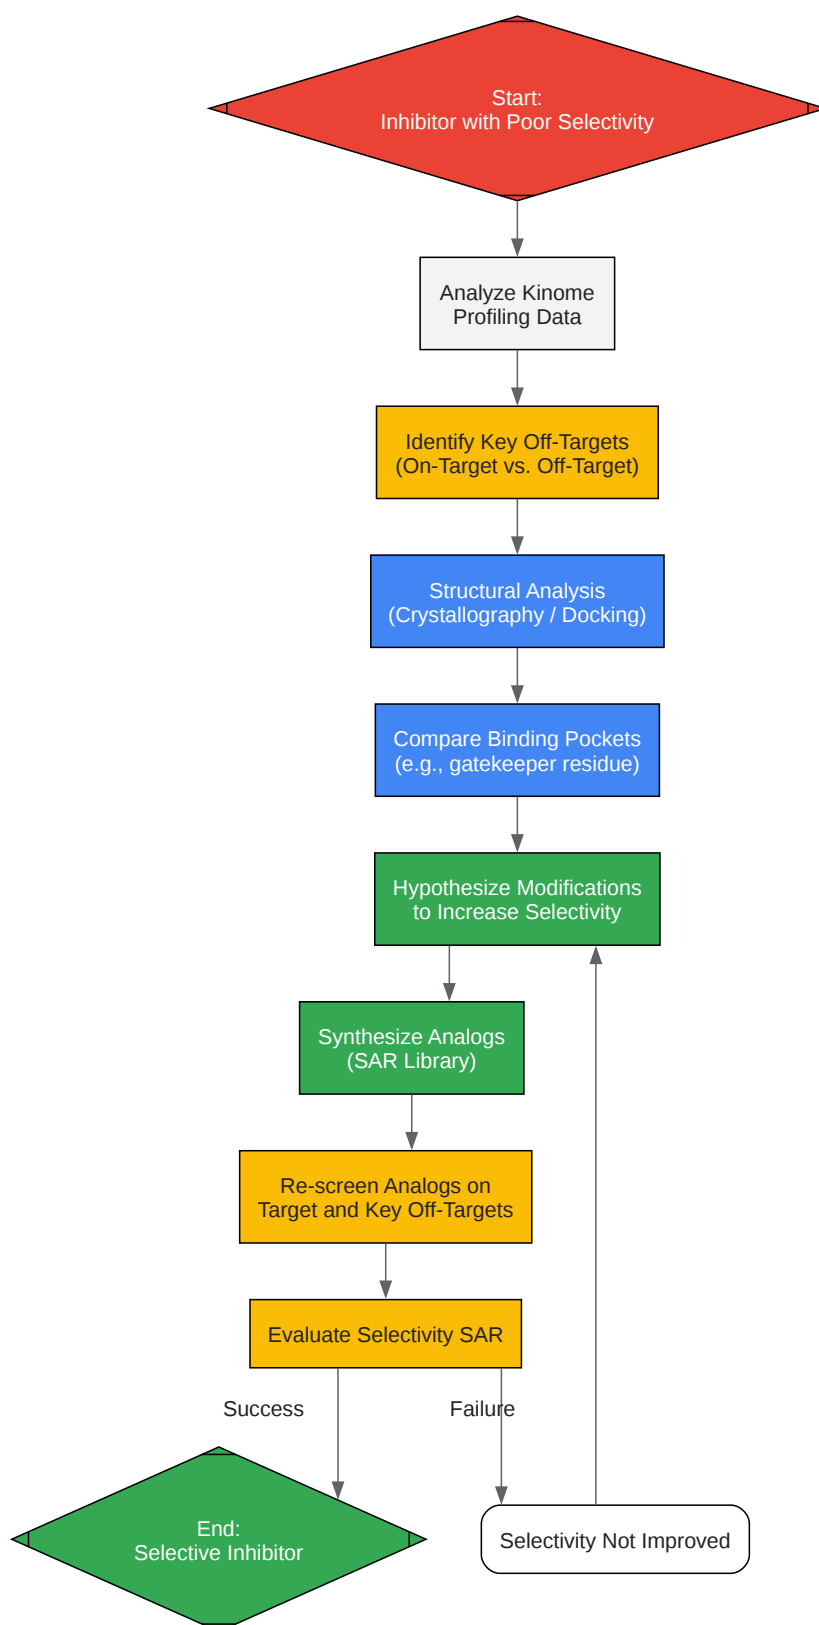 Start:
Inhibitor with Poor Selectivity
Analyze Kinome
Profiling Data
Identify Key Off-Targets
(On-Target vs. Off-Target)
Structural Analysis
(Crystallography / Docking)
Compare Binding Pockets
(e.g., gatekeeper residue)
Hypothesize Modifications
to Increase Selectivity
Synthesize Analogs
(SAR Library)
Re-screen Analogs on
Target and Key Off-Targets
Evaluate Selectivity SAR
Success
Failure
End:
Selective Inhibitor
Selectivity Not Improved